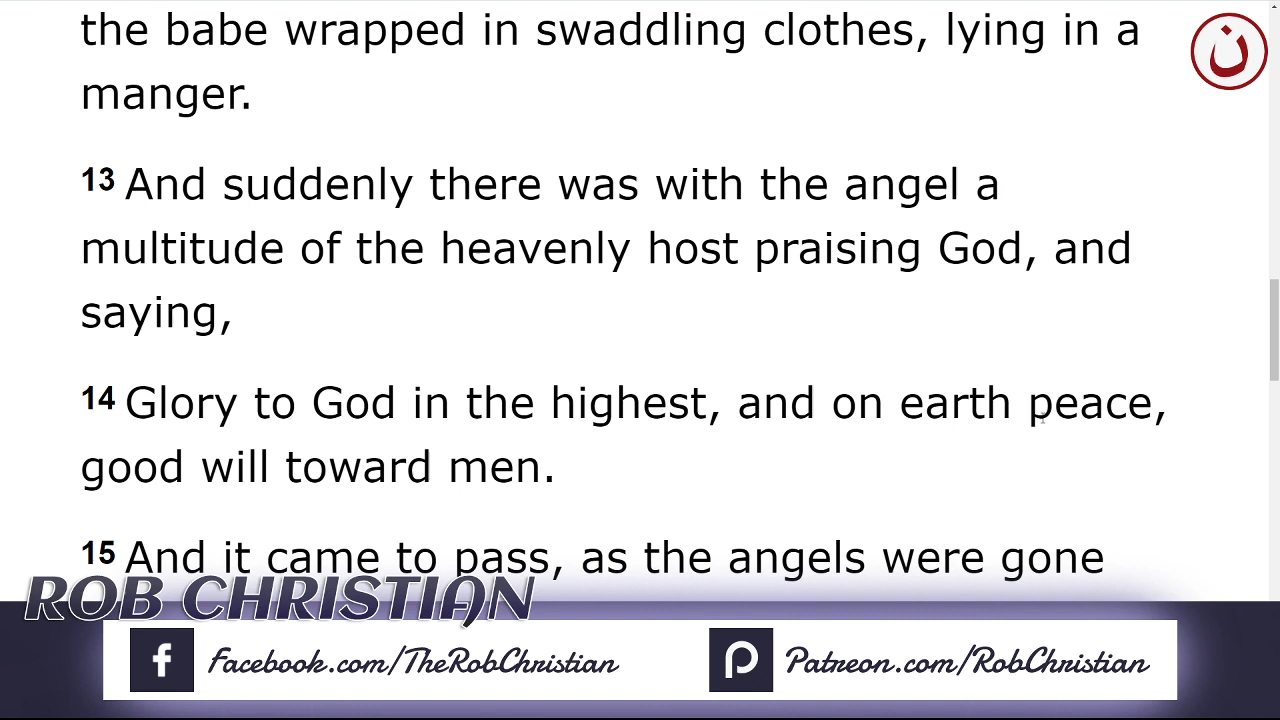 the babe wrapped in swaddling clothes, lying in a
manger.
ن
13 And suddenly there was with the angel a
multitude of the heavenly host praising God, and
saying,
14 Glory to God in the highest, and on earth peace,
good will toward men.
15 And it came to pass, as the angels were gone
ROB CHRISTIAN
Facebook.com/TheRobChristian
Patreon.com/RobChristian